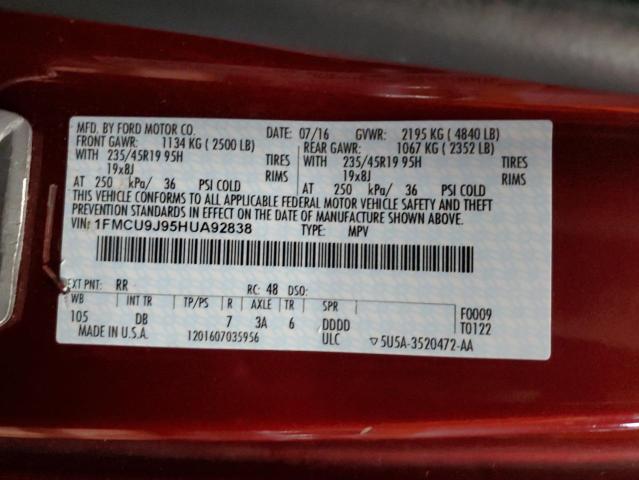 MFD. BY FORD MOTOR CO. 07/16 GVWR: 2195 KG ( 4840 LB)
FRONT GAWR: 1134 KG ( 2500 LB) REAR GAWR: 1067 KG ( 2352 LB)
WITH 235/45R19 95H TIRES WITH 235/45R19 95H TIRES
19x8J RIMS 19x8J RIMS
AT 250 kPa/ 36 PSI COLD AT 250 kPa/ 36 PSI COLD
THIS VEHICLE CONFORMS TO ALL APPLICABLE FEDERAL MOTOR VEHICLE SAFETY AND THEFT
PREVENTION STANDARDS IN EFFECT ON THE DATE OF MANUFACTURE SHOWN ABOVE.
VIN: 1FMCU9J95HUA92838 TYPE: MPV
EXT PNT: RR RC: 48 DSO:
WB INT TR TP/PS R AXLE TR SPR F0009
105 DB 7 3A 6 DDDD T0122
MADE IN U.S.A. 1201607035956 ULC ▽5U5A-3520472-AA